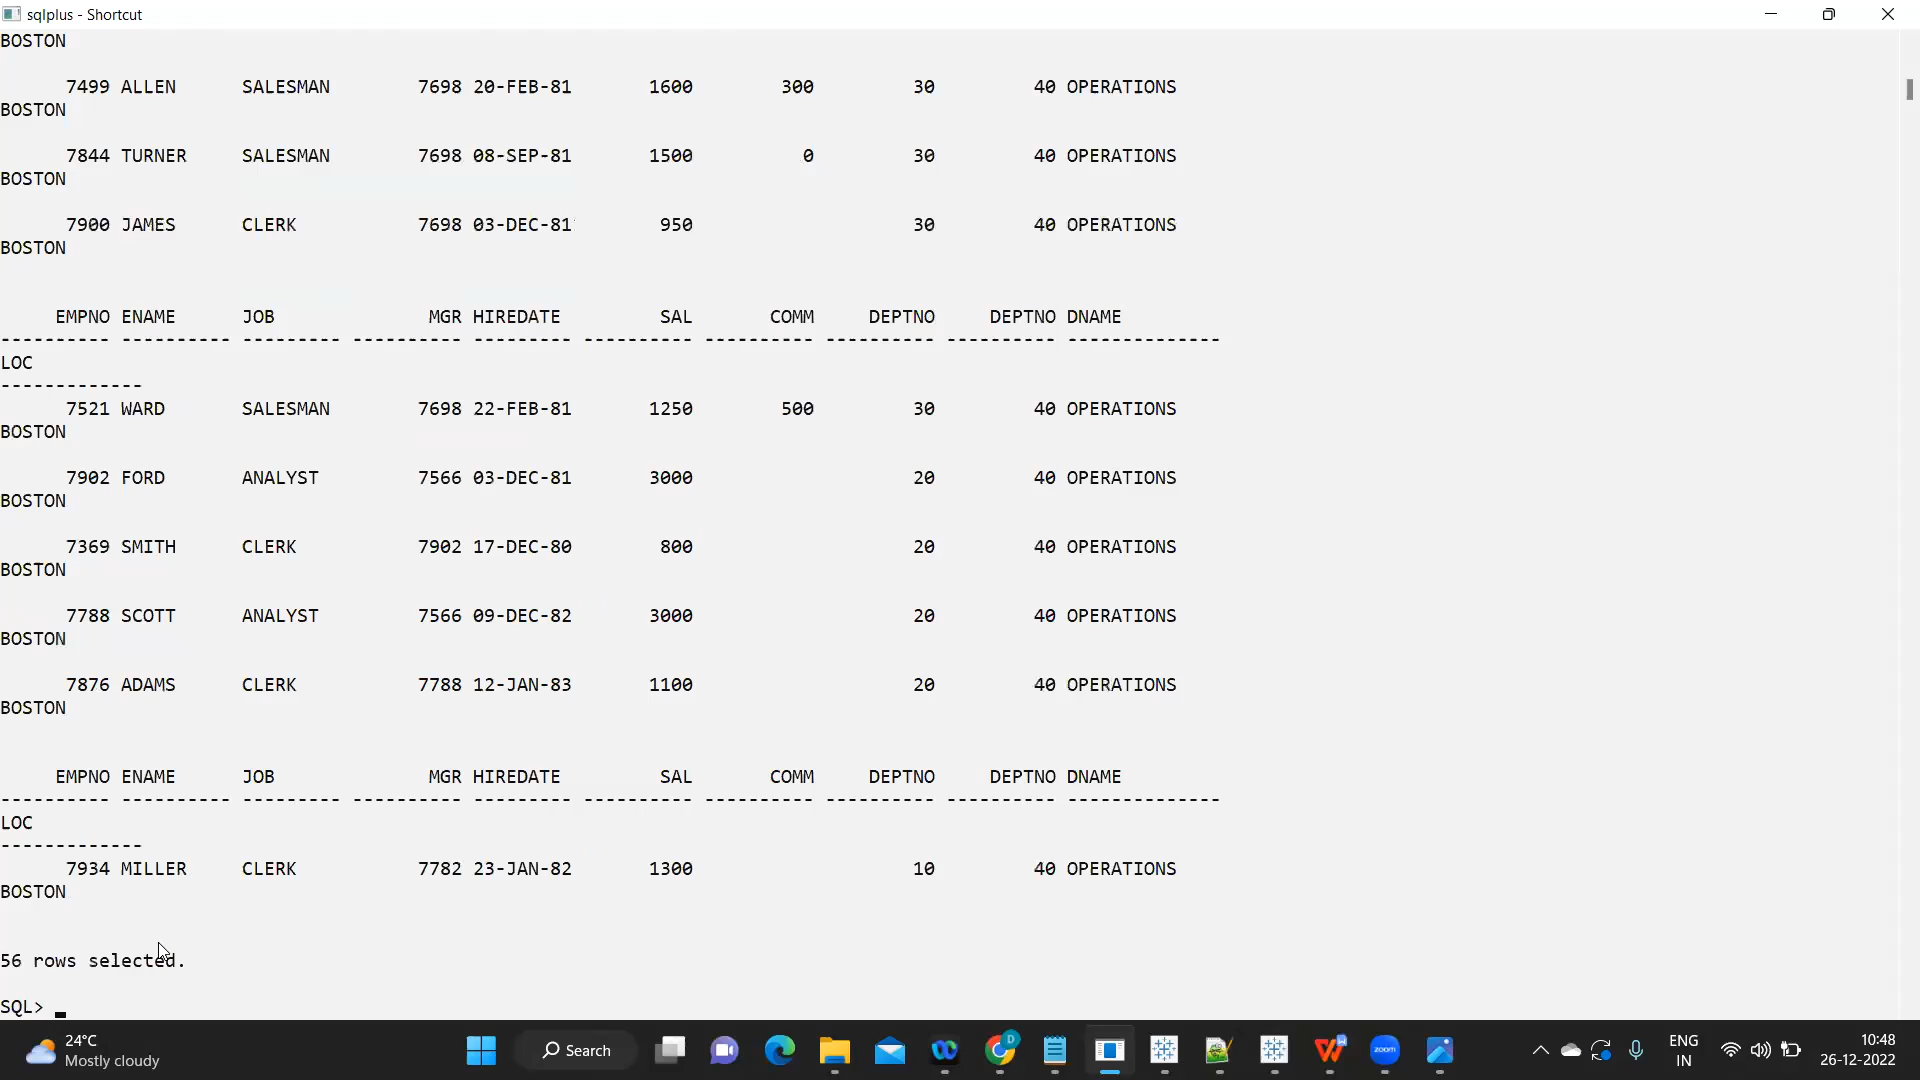 sqlplus - Shortcut
BOSTON
7499 ALLEN SALESMAN 7698 20-FEB-81 1600 300 30 40 OPERATIONS
BOSTON
7844 TURNER SALESMAN 7698 08-SEP-81 1500 0 30 40 OPERATIONS
BOSTON
7900 JAMES CLERK 7698 03-DEC-81 950 30 40 OPERATIONS
BOSTON
EMPNO ENAME JOB MGR HIREDATE SAL COMM DEPTNO DEPTNO DNAME
---------- ---------- --------- ---------- --------- ---------- ---------- ---------- ---------- --------------
LOC
-------------
7521 WARD SALESMAN 7698 22-FEB-81 1250 500 30 40 OPERATIONS
BOSTON
7902 FORD ANALYST 7566 03-DEC-81 3000 20 40 OPERATIONS
BOSTON
7369 SMITH CLERK 7902 17-DEC-80 800 20 40 OPERATIONS
BOSTON
7788 SCOTT ANALYST 7566 09-DEC-82 3000 20 40 OPERATIONS
BOSTON
7876 ADAMS CLERK 7788 12-JAN-83 1100 20 40 OPERATIONS
BOSTON
EMPNO ENAME JOB MGR HIREDATE SAL COMM DEPTNO DEPTNO DNAME
---------- ---------- --------- ---------- --------- ---------- ---------- ---------- ---------- --------------
LOC
-------------
7934 MILLER CLERK 7782 23-JAN-82 1300 10 40 OPERATIONS
BOSTON
56 rows selected.
SQL>
24°C
Mostly cloudy
Search
D
zoom
ENG
IN
10:48
26-12-2022